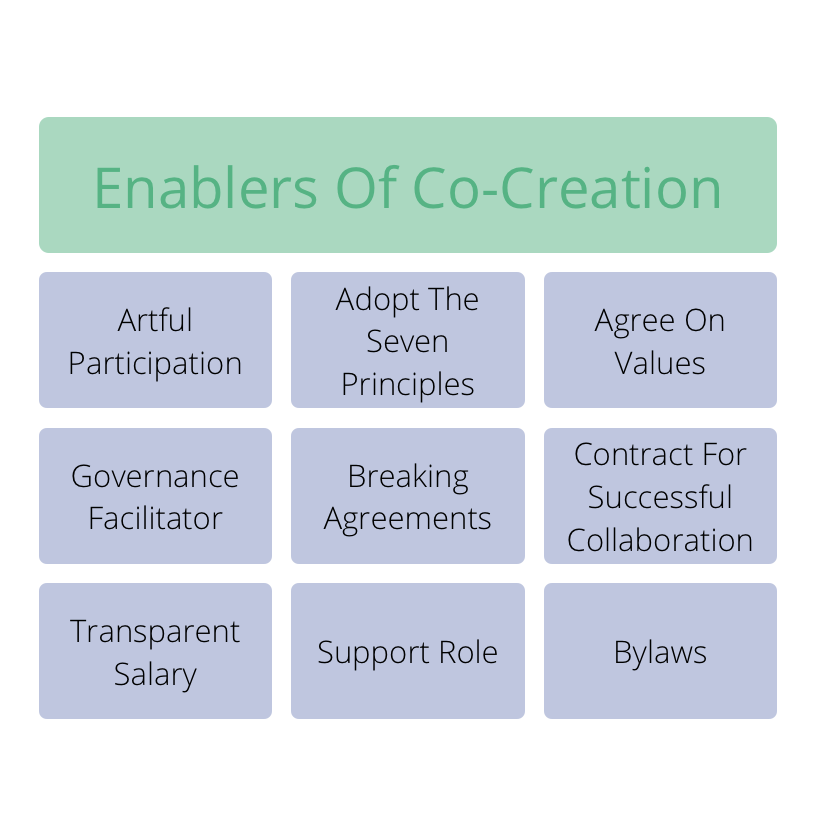 Enablers Of Co-Creation
Artful
Participation
Adopt The
Seven
Principles
Agree On
Values
Governance
Facilitator
Breaking
Agreements
Contract For
Successful
Collaboration
Transparent
Salary
Support Role
Bylaws